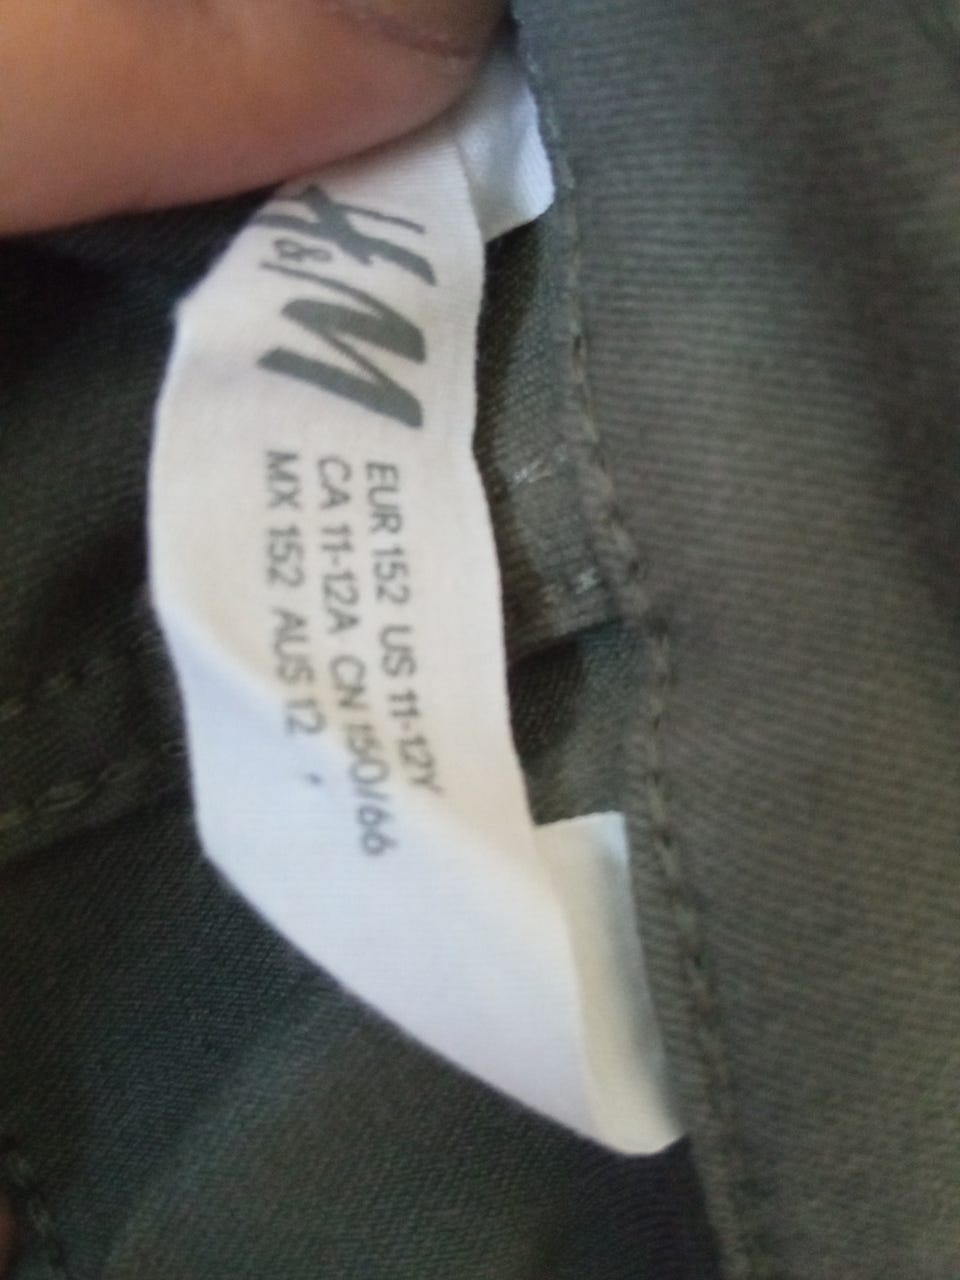 H&M
EUR 152 US 11-12Y
CA 11-12A CN 150/66
MX 152 AUS 12